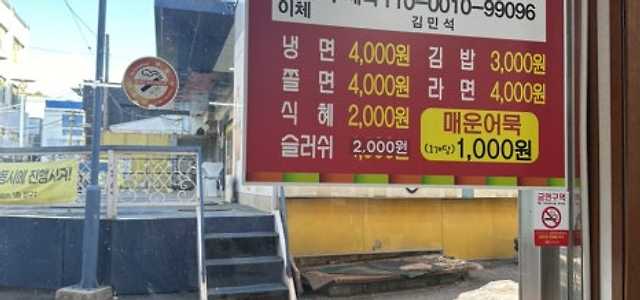 이체
10-0010-99096
김민석
냉면 4,000원 김밥 3,000원
쫄면 4,000원 라면 4,000원
식혜 2,000원
매운어묵
슬러쉬 2,000원
(1개당) 1,000원
금연구역